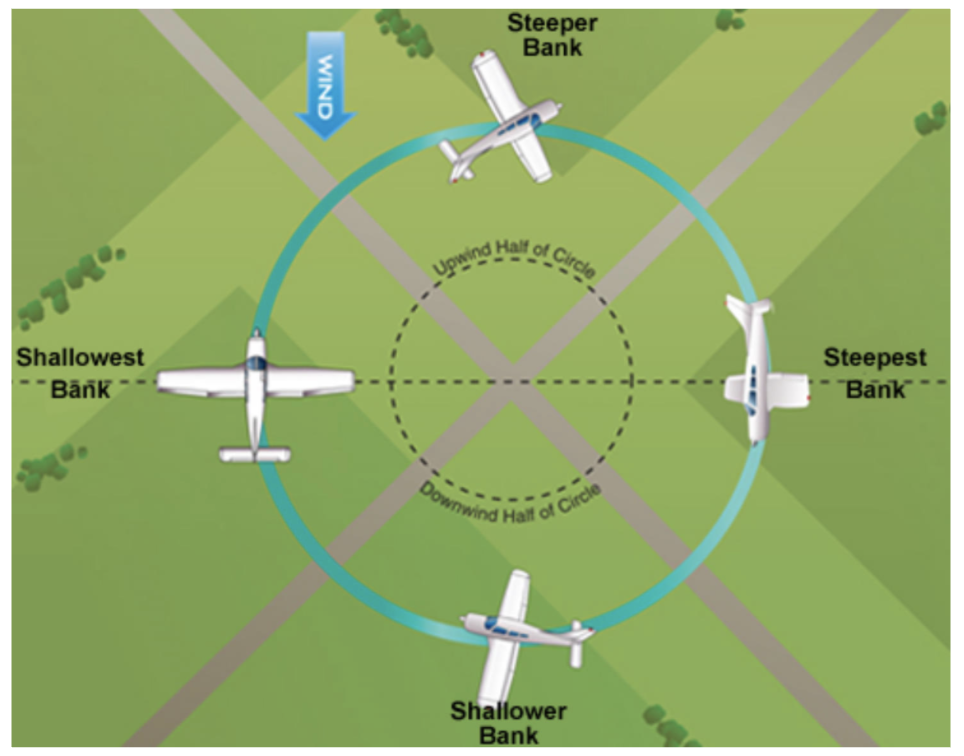 Steeper
Bank
WIND
Upwind Half of Circle
Shallowest
Bank
Steepest
Bank
Downwind Half of Circle
Shallower
Bank